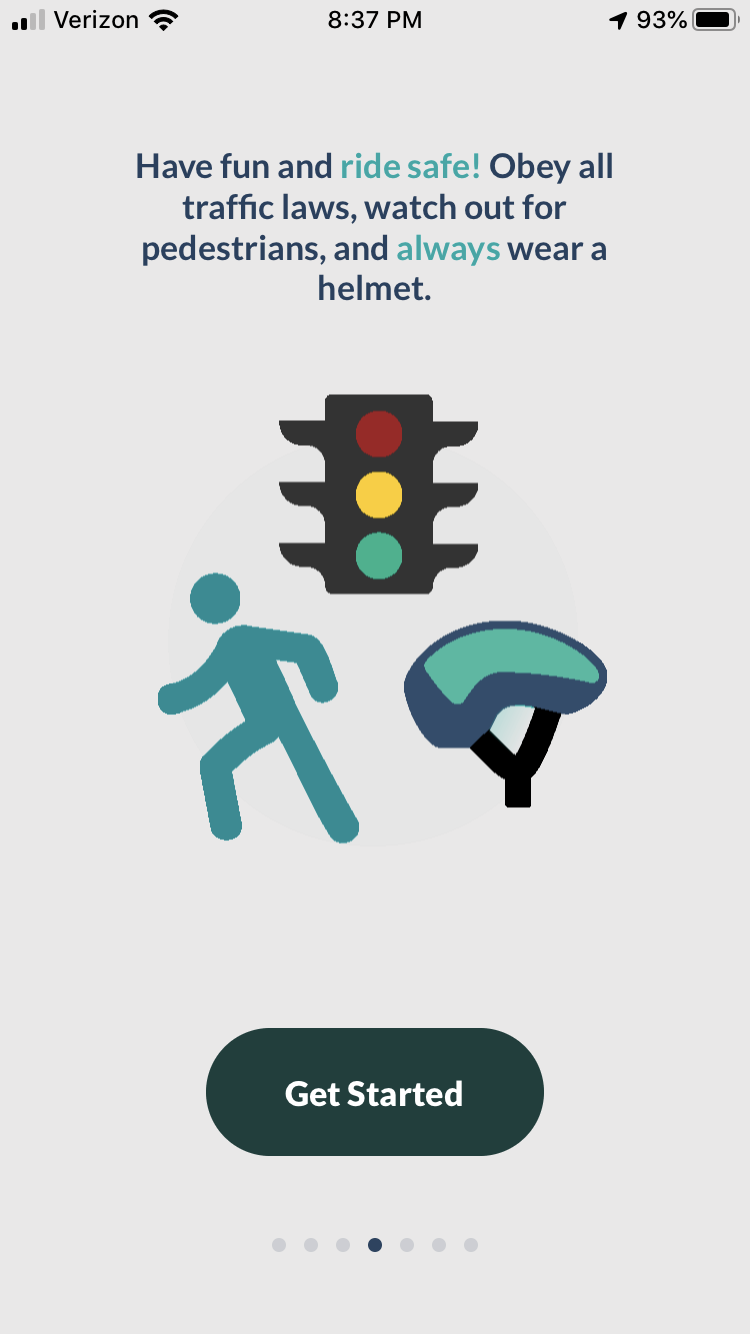 Verizon 8:37 PM 93%
Have fun and ride safe! Obey all
traffic laws, watch out for
pedestrians, and always wear a
helmet.
Get Started